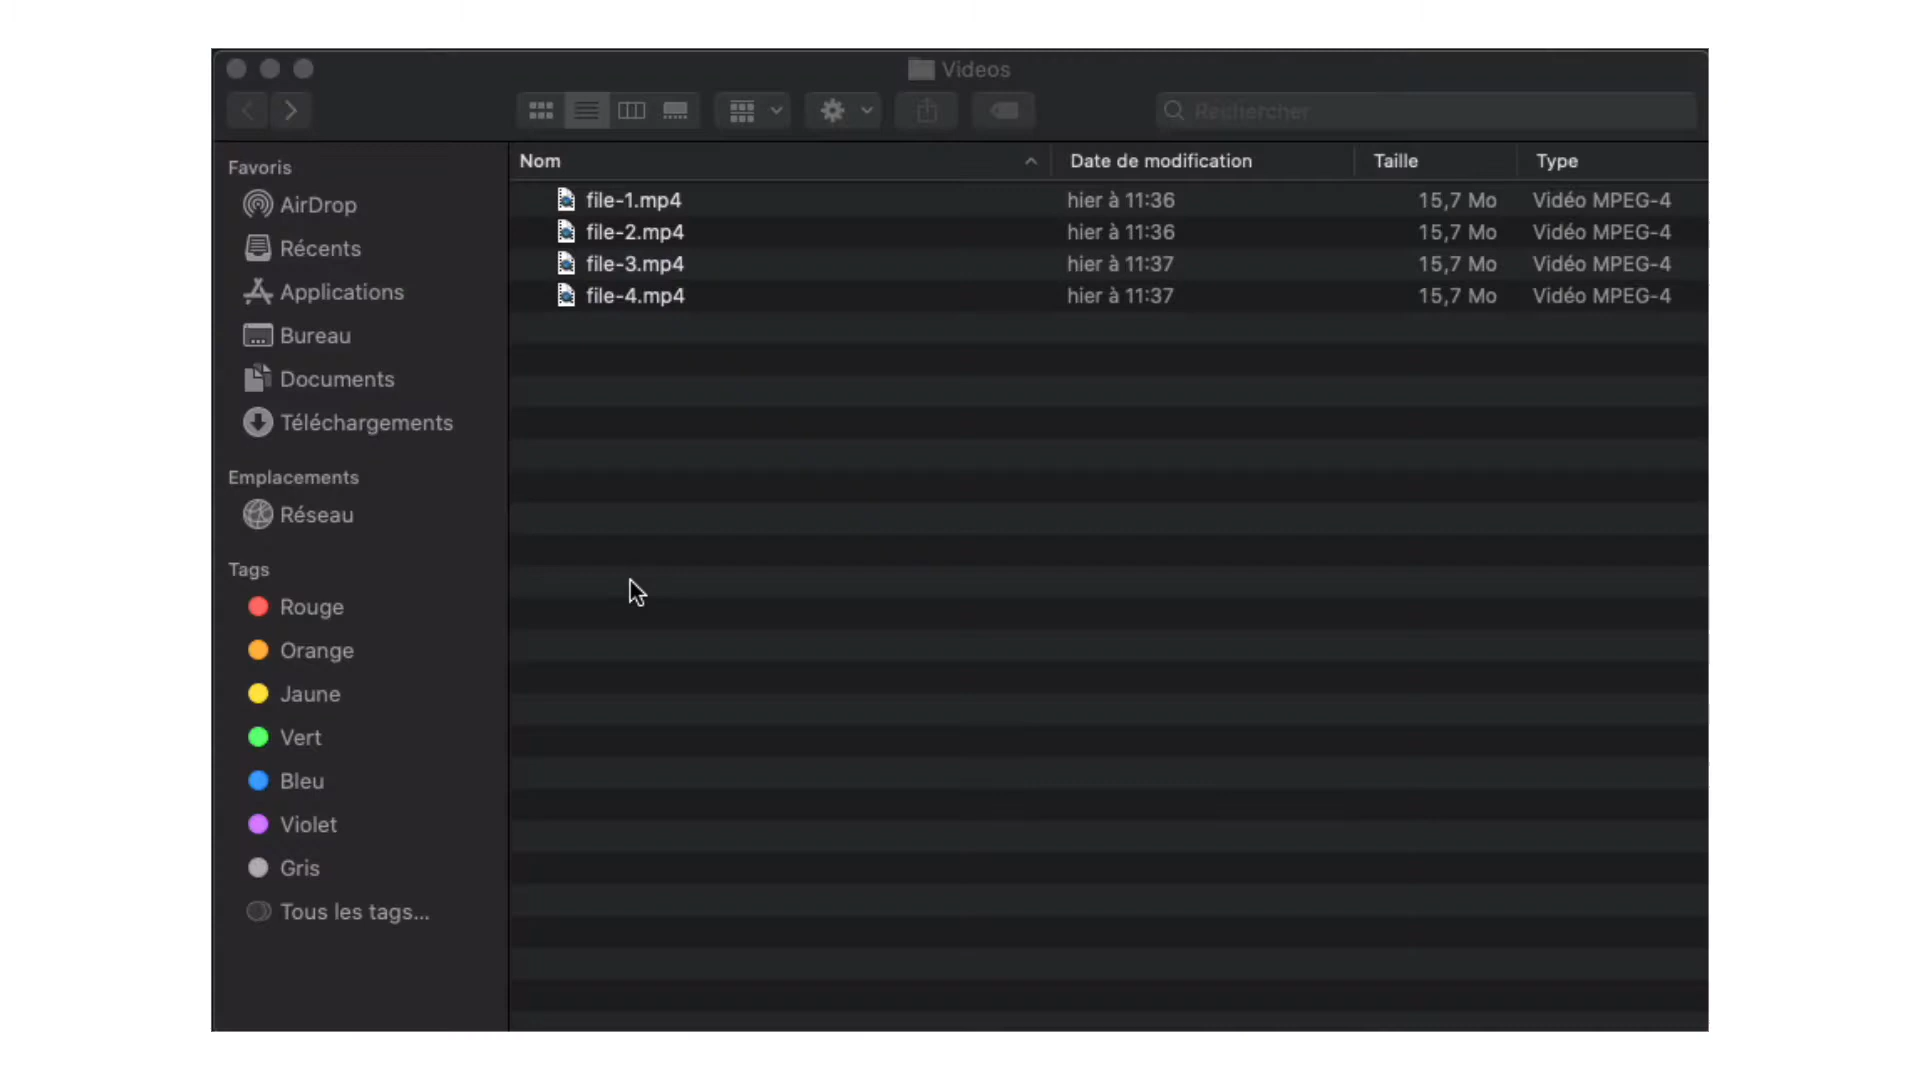 Videos
Rechercher
Favoris
AirDrop
Récents
Applications
Bureau
Documents
Téléchargements
Emplacements
Réseau
Tags
Rouge
Orange
Jaune
Vert
Bleu
Violet
Gris
Tous les tags...
Nom Date de modification Taille Type
file-1.mp4 hier à 11:36 15,7 Mo Vidéo MPEG-4
file-2.mp4 hier à 11:36 15,7 Mo Vidéo MPEG-4
file-3.mp4 hier à 11:37 15,7 Mo Vidéo MPEG-4
file-4.mp4 hier à 11:37 15,7 Mo Vidéo MPEG-4